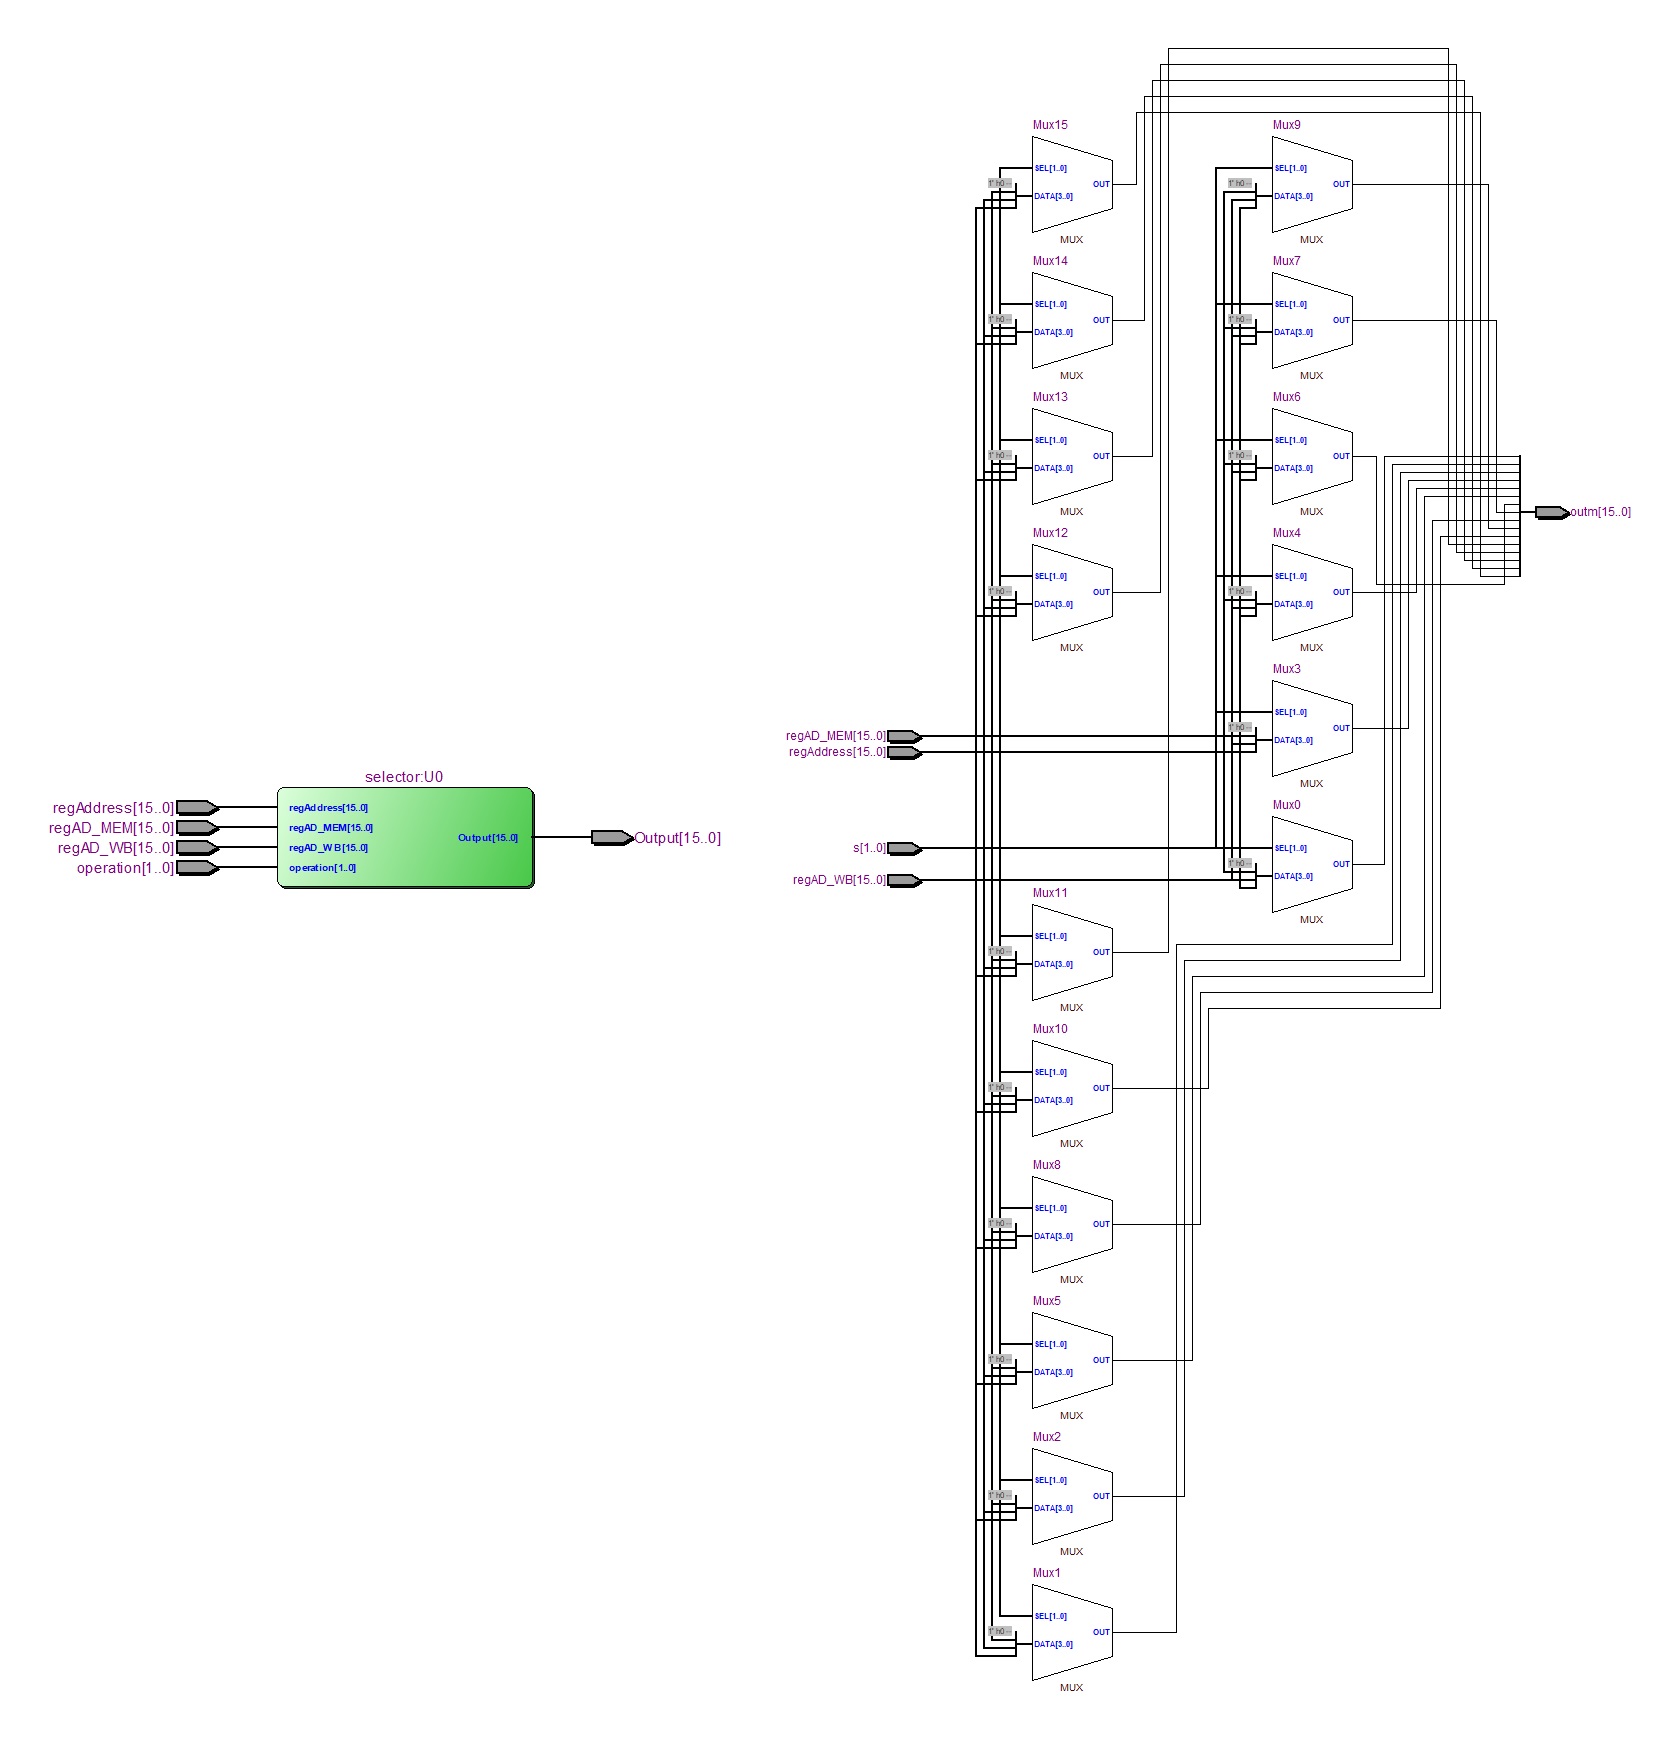 selector:U0
regAddress[15..0]
regAD_MEM[15..0]
regAD_WB[15..0]
operation[1..0]
regAddress[15..0]
regAD_MEM[15..0]
regAD_WB[15..0]
operation[1..0]
Output[15..0]
Output[15..0]
regAD_MEM[15..0]
regAddress[15..0]
s[1..0]
regAD_WB[15..0]
Mux15
SEL[1..0]
1' h0 --
DATA[3..0]
OUT
MUX
Mux14
SEL[1..0]
1' h0 --
DATA[3..0]
OUT
MUX
Mux13
SEL[1..0]
1' h0 --
DATA[3..0]
OUT
MUX
Mux12
SEL[1..0]
1' h0 --
DATA[3..0]
OUT
MUX
Mux11
SEL[1..0]
1' h0 --
DATA[3..0]
OUT
MUX
Mux10
SEL[1..0]
1' h0 --
DATA[3..0]
OUT
MUX
Mux8
SEL[1..0]
1' h0 --
DATA[3..0]
OUT
MUX
Mux5
SEL[1..0]
1' h0 --
DATA[3..0]
OUT
MUX
Mux2
SEL[1..0]
1' h0 --
DATA[3..0]
OUT
MUX
Mux1
SEL[1..0]
1' h0 --
DATA[3..0]
OUT
MUX
Mux9
SEL[1..0]
1' h0 --
DATA[3..0]
OUT
MUX
Mux7
SEL[1..0]
1' h0 --
DATA[3..0]
OUT
MUX
Mux6
SEL[1..0]
1' h0 --
DATA[3..0]
OUT
MUX
Mux4
SEL[1..0]
1' h0 --
DATA[3..0]
OUT
MUX
Mux3
SEL[1..0]
1' h0 --
DATA[3..0]
OUT
MUX
Mux0
SEL[1..0]
1' h0 --
DATA[3..0]
OUT
MUX
outm[15..0]